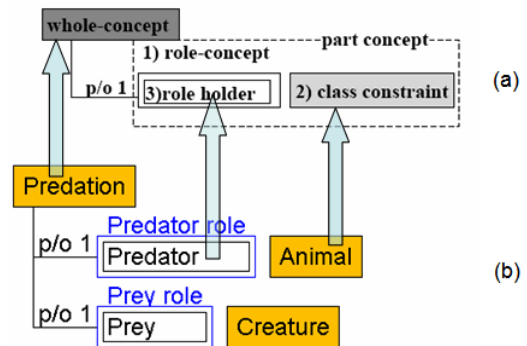 whole-concept
part concept
1) role-concept
p/o 1
3)role holder
2) class constraint
(a)
Predation
Predator role
p/o 1
Predator
Animal
(b)
Prey role
p/o 1
Prey
Creature